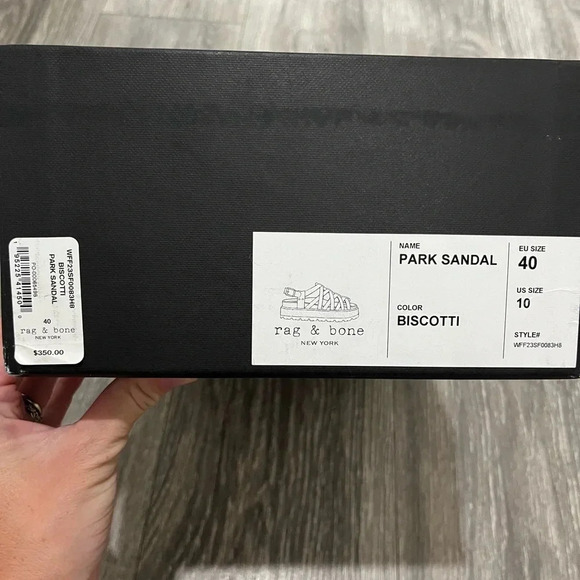 WFF23SF0083H8
BISCOTTI
PARK SANDAL
40
rag & bone
NEW YORK
$350.00
rag & bone
NEW YORK
NAME
PARK SANDAL
COLOR
BISCOTTI
EU SIZE
40
US SIZE
10
STYLE#
WFF23SF0083H8